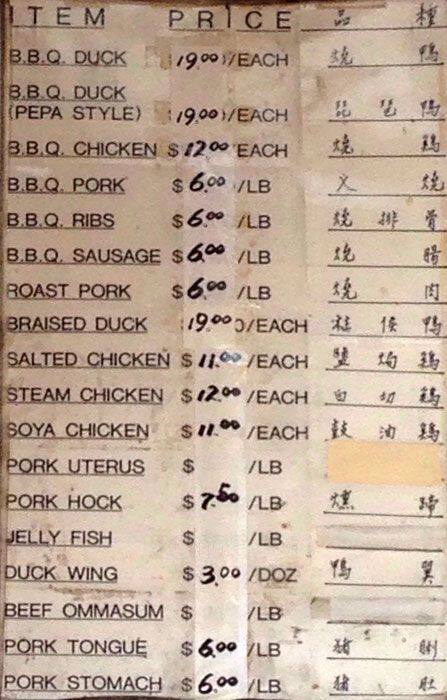 ITEM PRICE 品 種
B.B.Q. DUCK 19.00/EACH 燒 鴨
B.B.Q. DUCK
(PEPA STYLE) 19.00/EACH 琵 琶 鴨
B.B.Q. CHICKEN $12.00/EACH 燒 鷄
B.B.Q. PORK $6.00/LB 叉 燒
B.B.Q. RIBS $6.00/LB 燒 排 骨
B.B.Q. SAUSAGE $6.00/LB 燒 腸
ROAST PORK $6.00/LB 燒 肉
BRAISED DUCK 19.00/EACH 柱 侯 鴨
SALTED CHICKEN $11.00/EACH 鹽 焗 鷄
STEAM CHICKEN $12.00/EACH 白 切 鷄
SOYA CHICKEN $11.00/EACH 豉 油 鷄
PORK UTERUS $ /LB
PORK HOCK $7.50/LB 燻 蹄
JELLY FISH $ /LB
DUCK WING $3.00/DOZ 鴨 翼
BEEF OMMASUM $ /LB
PORK TONGUE $6.00/LB 豬 脷
PORK STOMACH $6.00/LB 豬 肚